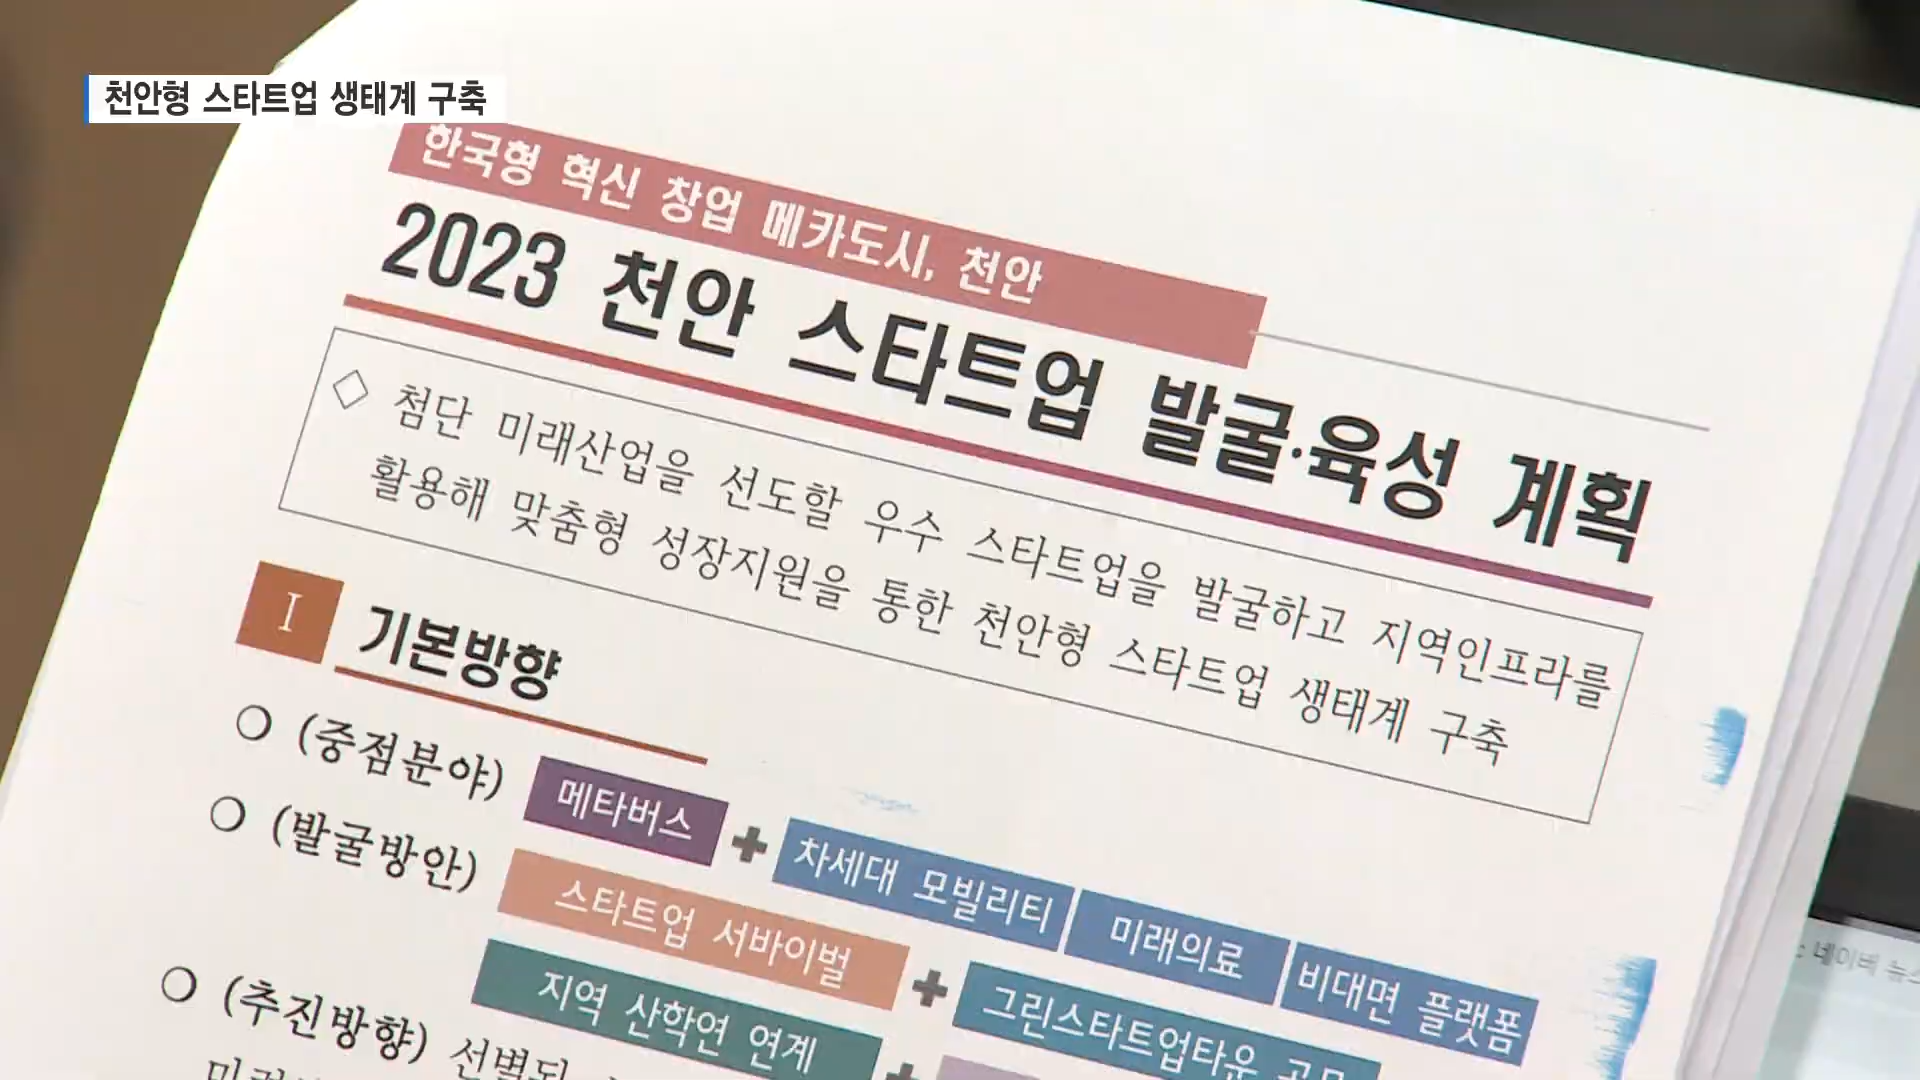 천안형 스타트업 생태계 구축
한국형 혁신 창업 메카도시, 천안
2023 천안 스타트업 발굴·육성 계획
◇ 첨단 미래산업을 선도할 우수 스타트업을 발굴하고 지역인프라를
활용해 맞춤형 성장지원을 통한 천안형 스타트업 생태계 구축
Ⅰ 기본방향
○ (중점분야) 메타버스 + 차세대 모빌리티 미래의료 비대면 플랫폼
○ (발굴방안) 스타트업 서바이벌 + 그린스타트업타운 공모
지역 산학연 연계 +
○ (추진방향) 선별된
네이버 뉴스